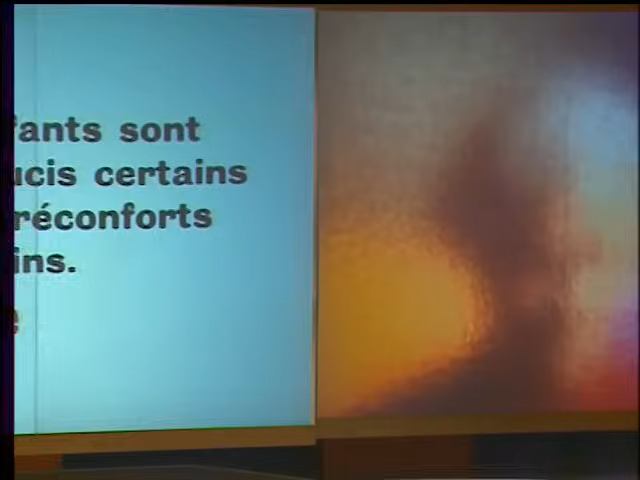 fants sont
ucis certains
réconforts
ins.
e